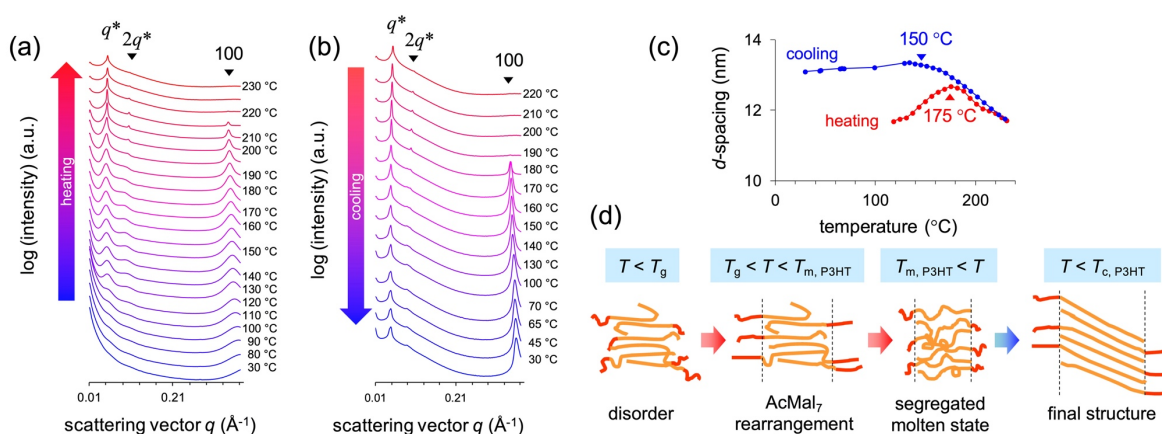 (a)
q*
2q*
100
log (intensity) (a.u.)
heating
230 °C
220 °C
210 °C
200 °C
190 °C
180 °C
170 °C
160 °C
150 °C
140 °C
130 °C
120 °C
110 °C
100 °C
90 °C
80 °C
30 °C
0.01
0.21
scattering vector q (Å-1)
(b)
q*
2q*
100
log (intensity) (a.u.)
cooling
220 °C
210 °C
200 °C
190 °C
180 °C
170 °C
160 °C
150 °C
140 °C
130 °C
100 °C
70 °C
65 °C
45 °C
30 °C
0.01
0.21
scattering vector q (Å-1)
(c)
14
12
10
d-spacing (nm)
cooling
150 °C
heating
175 °C
0
100
200
temperature (°C)
(d)
T < Tg
Tg < T < Tm, P3HT
Tm, P3HT < T
T < Tc, P3HT
disorder
AcMal7
rearrangement
segregated
molten state
final structure